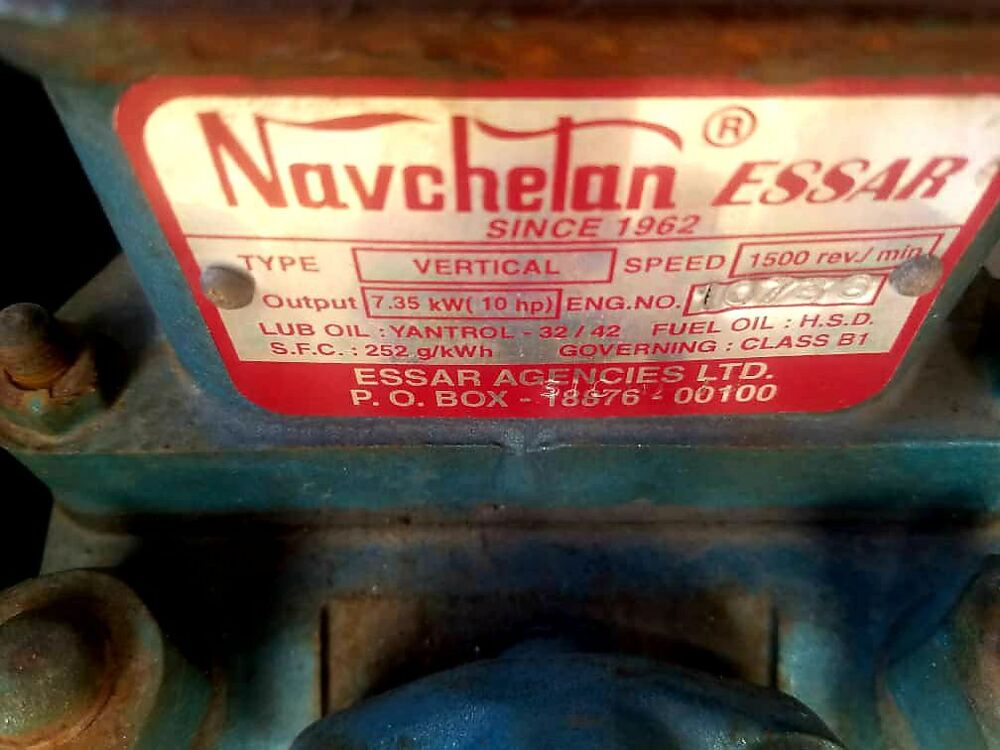 Navchetan ® ESSAR
SINCE 1962
TYPE VERTICAL SPEED 1500 rev./ min
Output 7.35 kW( 10 hp) ENG.NO.
LUB OIL : YANTROL - 32 / 42 FUEL OIL : H.S.D.
S.F.C. : 252 g/kWh GOVERNING : CLASS B1
ESSAR AGENCIES LTD.
P. O. BOX - 18876 - 00100